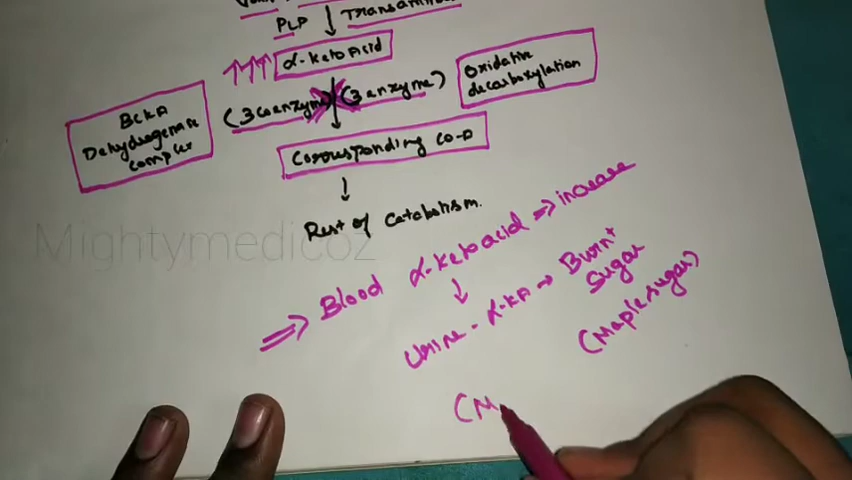 PLP
↑↑↑ α-Keto Acid
BCKA
Dehydrogenase
complex
(3 coenzyme) (3 enzyme)
Oxidative
decarboxylation
Corresponding Co-A
Rest of Catabolism.
Mightymedicoz
⇒ Blood α-keto acid ⇒ increase
Urine - α-KA → Burnt
Sugar
(Maple sugar)
(M